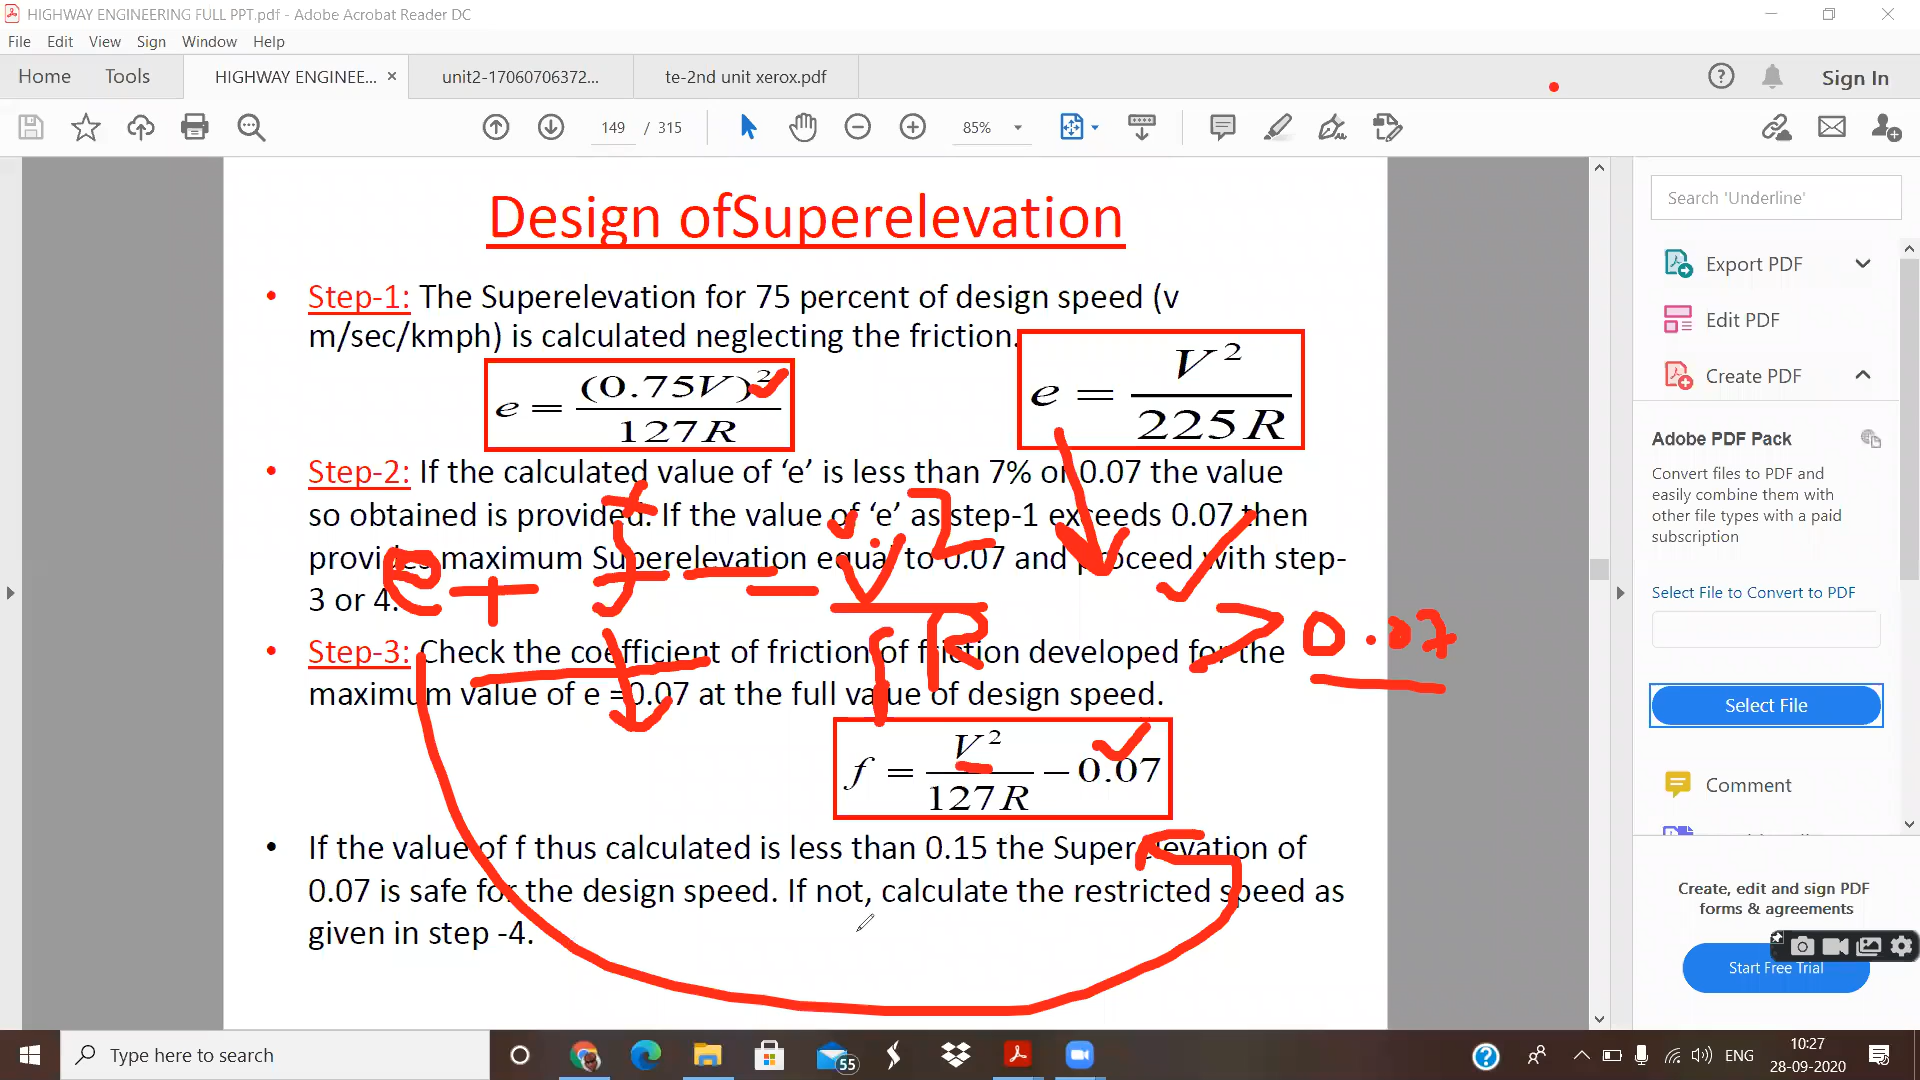 HIGHWAY ENGINEERING FULL PPT.pdf - Adobe Acrobat Reader DC
File Edit View Sign Window Help
Home Tools HIGHWAY ENGINEE... × unit2-17060706372... te-2nd unit xerox.pdf Sign In
149 / 315 85%
Design ofSuperelevation
• Step-1: The Superelevation for 75 percent of design speed (v
m/sec/kmph) is calculated neglecting the friction.
e = (0.75V)² / 127R
e = V² / 225R
• Step-2: If the calculated value of ‘e’ is less than 7% or 0.07 the value
so obtained is provided. If the value of ‘e’ as step-1 exceeds 0.07 then
provides maximum Superelevation equal to 0.07 and proceed with step-
3 or 4.
e + f = V² / R
> 0.07
• Step-3: Check the coefficient of friction of friction developed for the
maximum value of e =0.07 at the full value of design speed.
f = V² / 127R − 0.07
• If the value of f thus calculated is less than 0.15 the Superelevation of
0.07 is safe for the design speed. If not, calculate the restricted speed as
given in step -4.
Search 'Underline'
Export PDF
Edit PDF
Create PDF
Adobe PDF Pack
Convert files to PDF and
easily combine them with
other file types with a paid
subscription
Select File to Convert to PDF
Select File
Comment
Create, edit and sign PDF
forms & agreements
Start Free Trial
Type here to search
55
ENG
10:27
28-09-2020